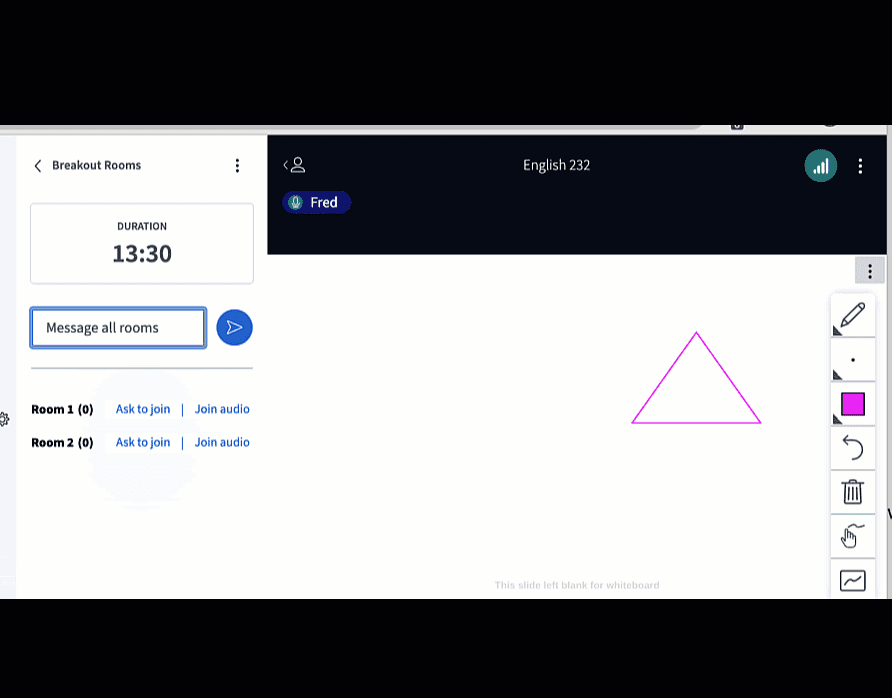 Breakout Rooms
DURATION
13:30
Message all rooms
Room 1 (0) Ask to join | Join audio
Room 2 (0) Ask to join | Join audio
English 232
Fred
This slide left blank for whiteboard